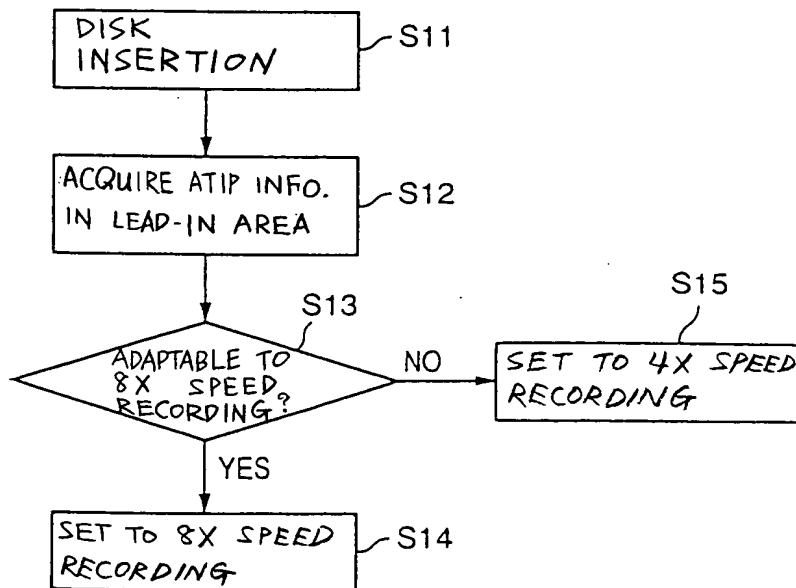 DISK
INSERTION
S11
ACQUIRE ATIP INFO.
IN LEAD-IN AREA
S12
S13
ADAPTABLE TO
8X SPEED
RECORDING?
NO
S15
SET TO 4X SPEED
RECORDING
YES
SET TO 8X SPEED
RECORDING
S14